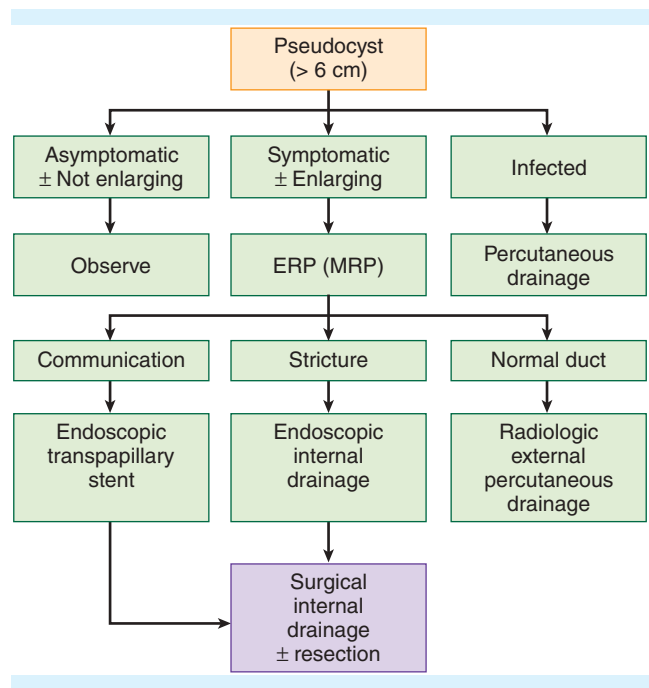 Pseudocyst
(> 6 cm)
Asymptomatic
± Not enlarging
Symptomatic
± Enlarging
Infected
Observe
ERP (MRP)
Percutaneous
drainage
Communication
Stricture
Normal duct
Endoscopic
transpapillary
stent
Endoscopic
internal
drainage
Radiologic
external
percutaneous
drainage
Surgical
internal
drainage
± resection